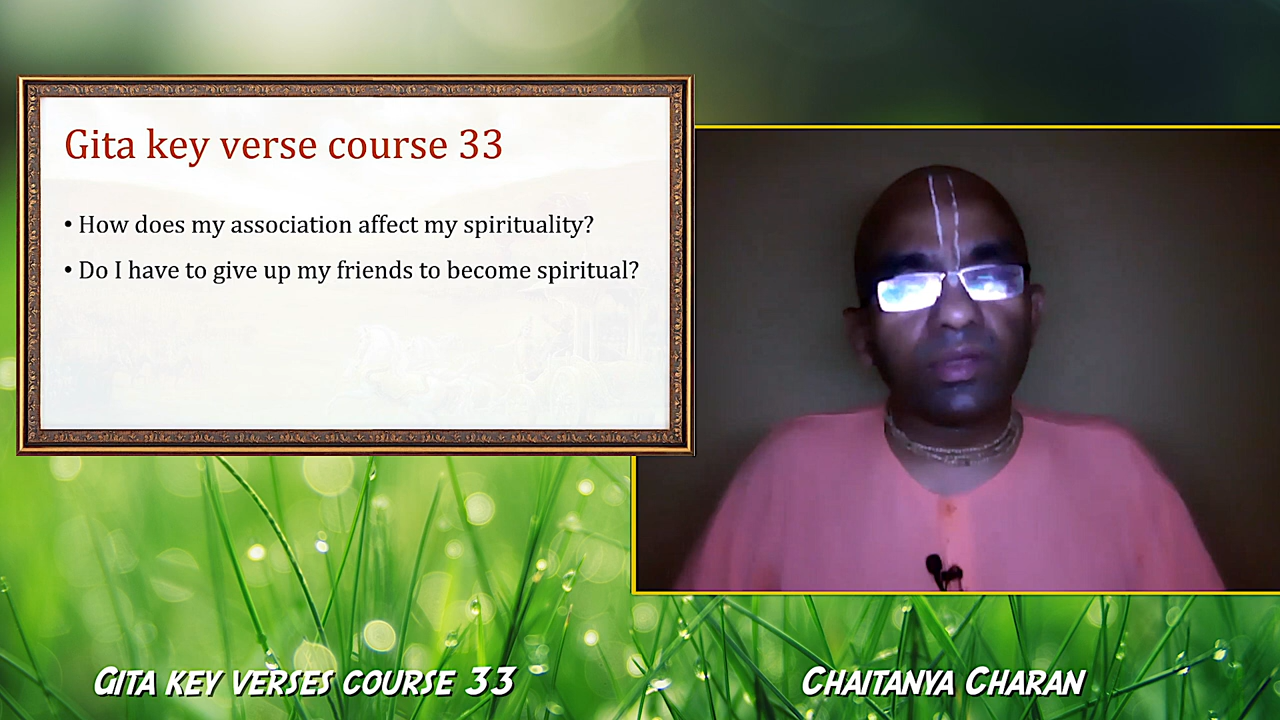 Gita key verse course 33
• How does my association affect my spirituality?
• Do I have to give up my friends to become spiritual?
GITA KEY VERSES COURSE 33
CHAITANYA CHARAN